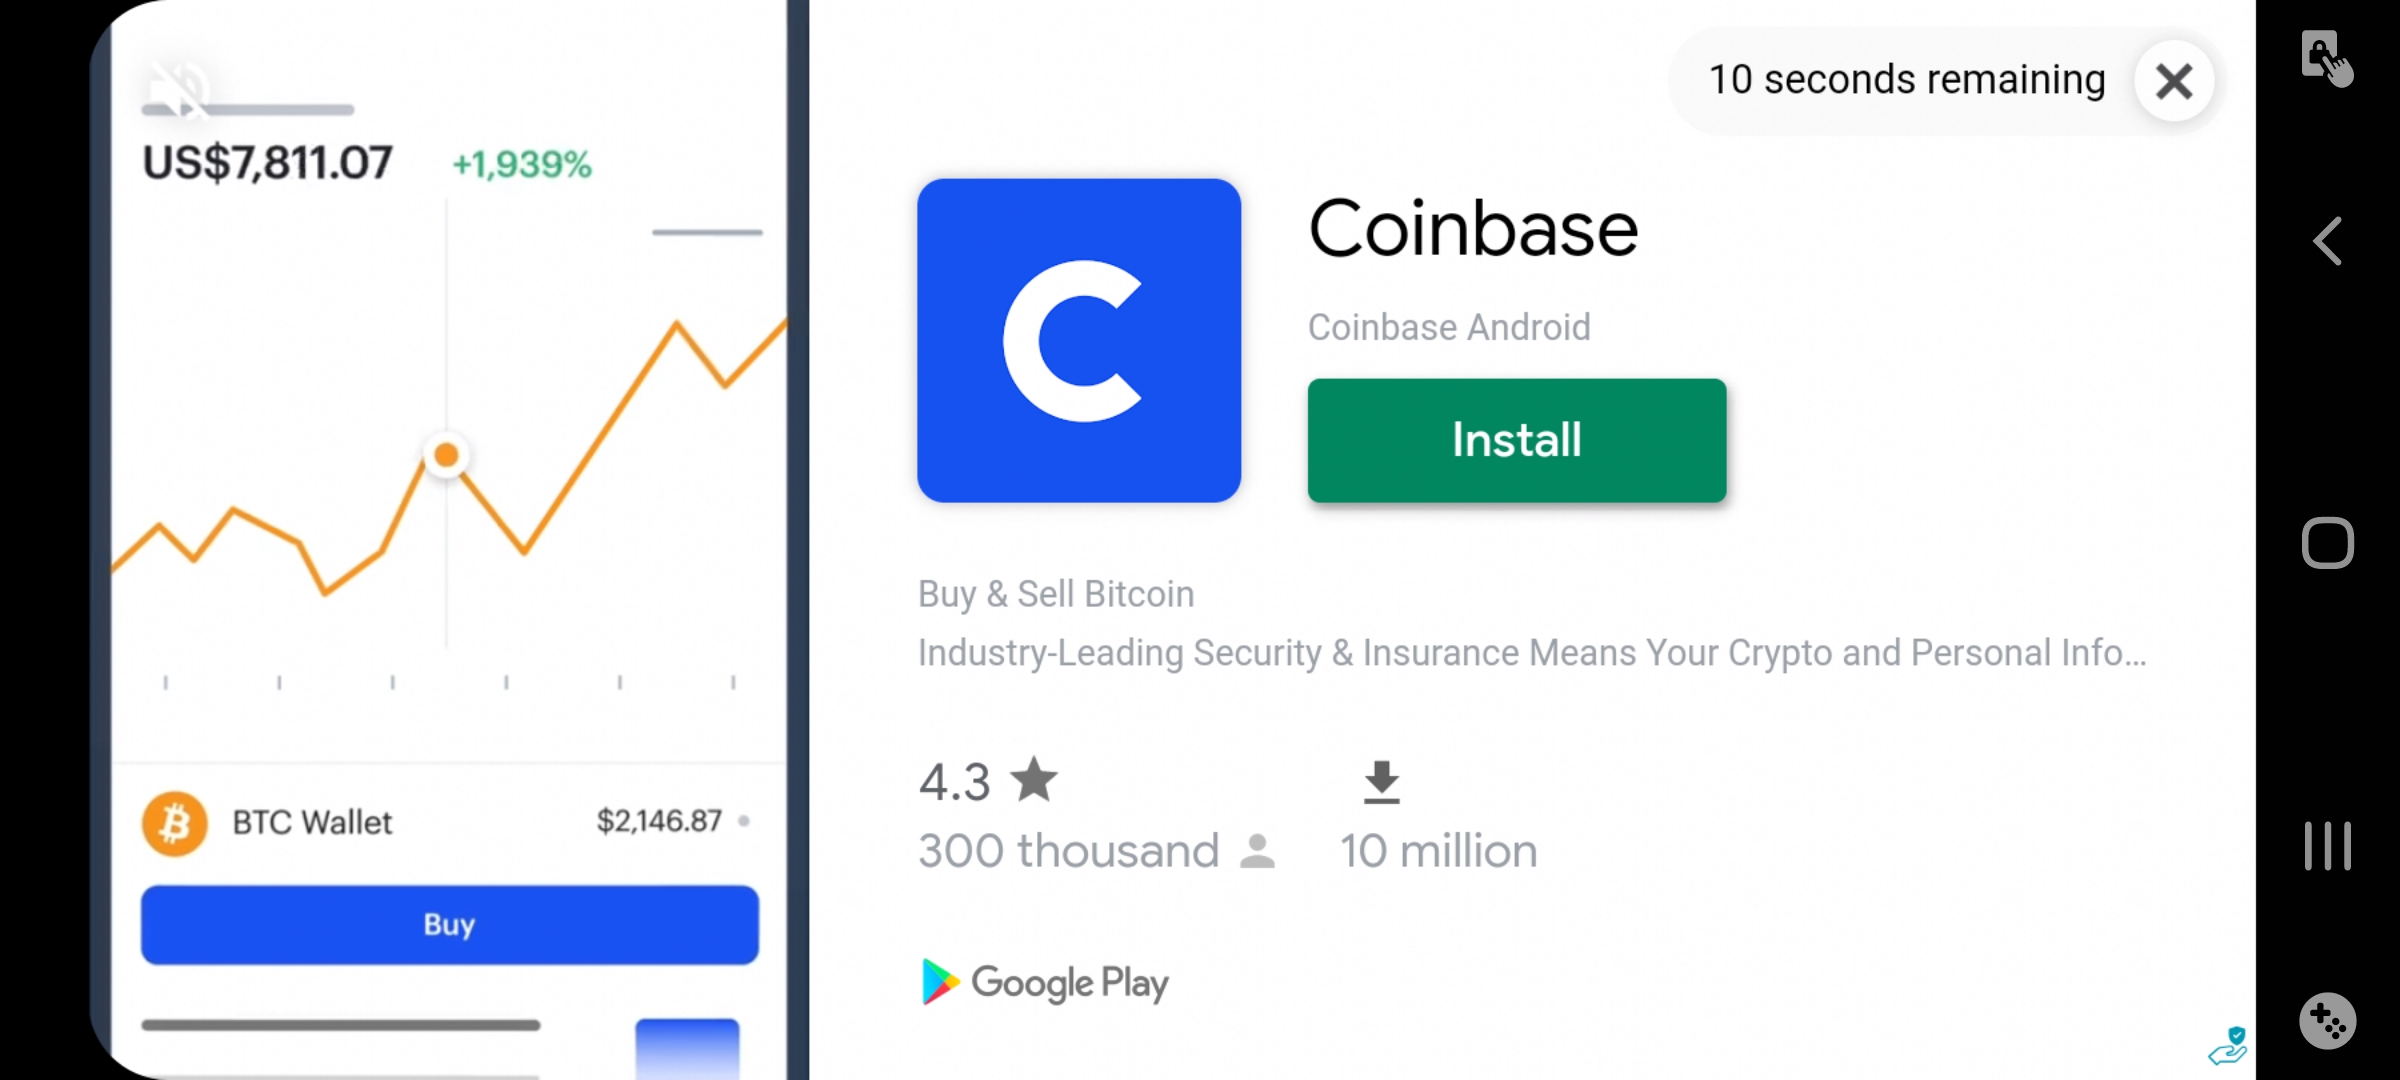 US$7,811.07 +1,939%
BTC Wallet $2,146.87
Buy
10 seconds remaining
Coinbase
Coinbase Android
Install
Buy & Sell Bitcoin
Industry-Leading Security & Insurance Means Your Crypto and Personal Info...
4.3
300 thousand
10 million
Google Play